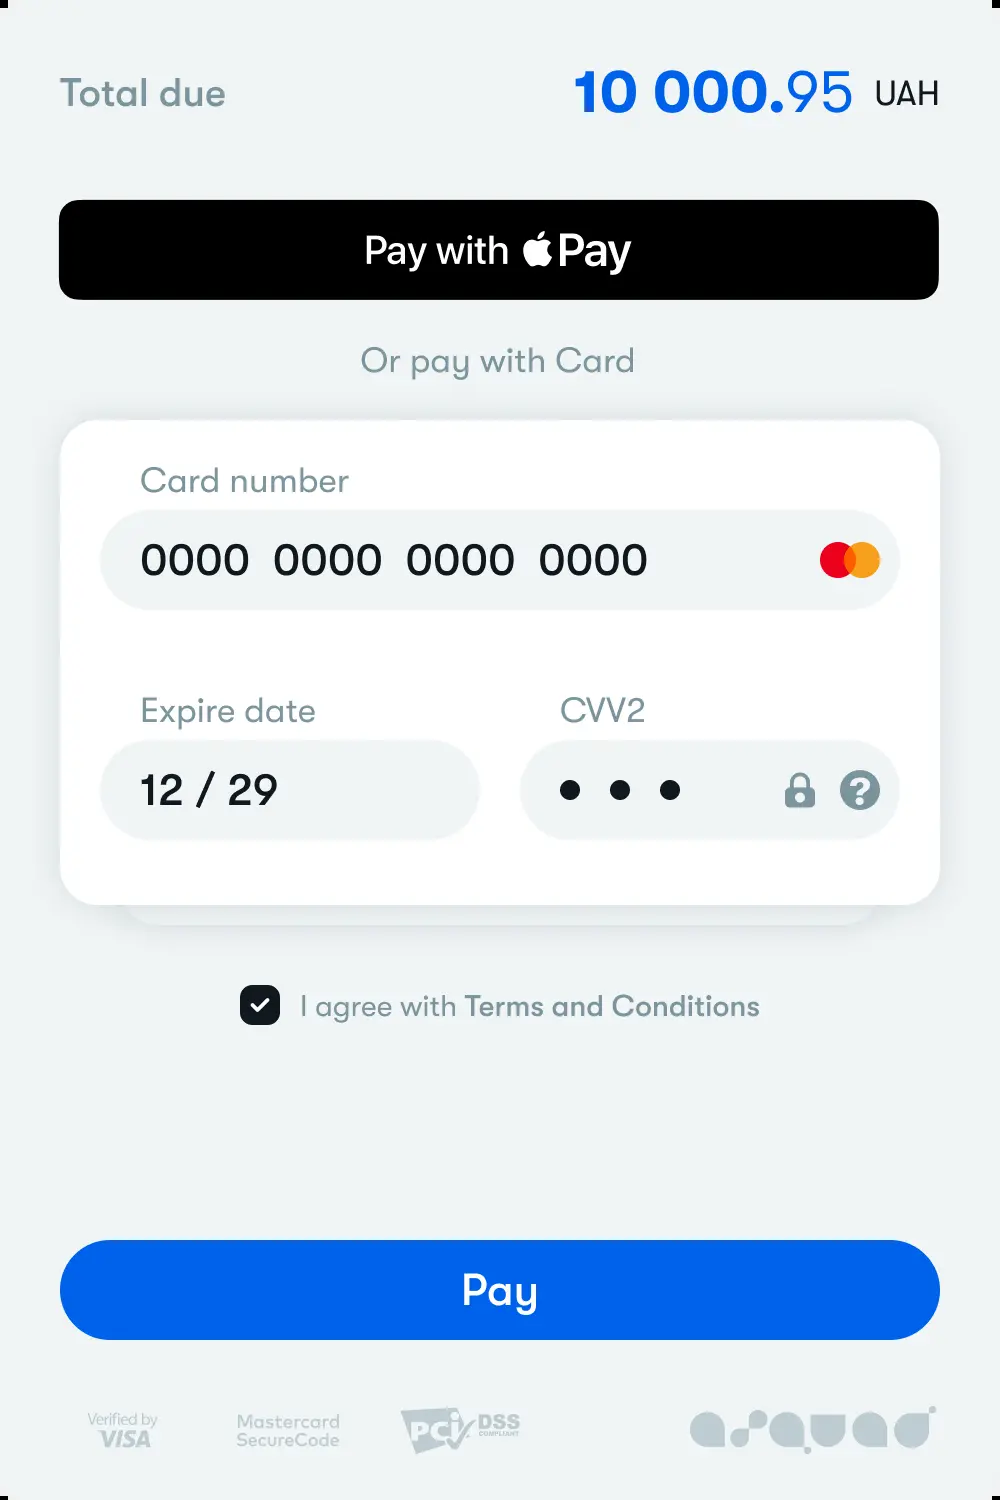 Total due
10 000.95 UAH
Pay with Pay
Or pay with Card
Card number
0000 0000 0000 0000
Expire date
CVV2
12 / 29
?
I agree with Terms and Conditions
Pay
Verified by
VISA
Mastercard
SecureCode
PCi DSS
COMPLIANT